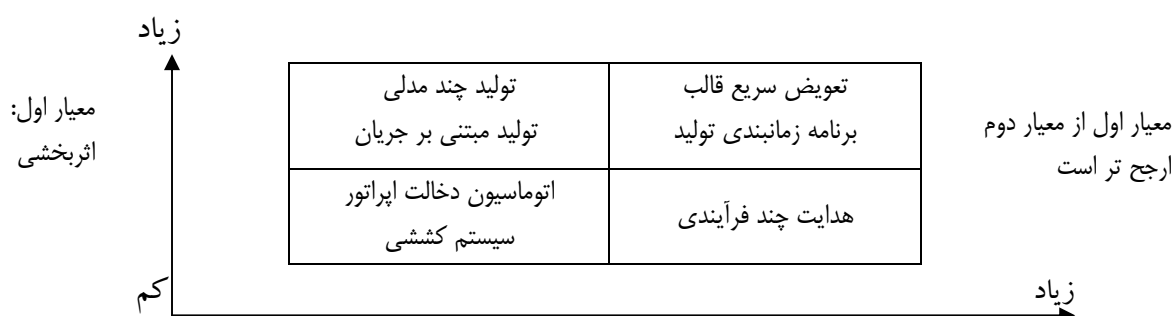 زیاد
معیار اول:
اثربخشی
تولید چند مدلی
تولید مبتنی بر جریان
تعویض سریع قالب
برنامه زمانبندی تولید
معیار اول از معیار دوم
ارجح تر است
اتوماسیون دخالت اپراتور
سیستم کششی
هدایت چند فرآیندی
کم
زیاد